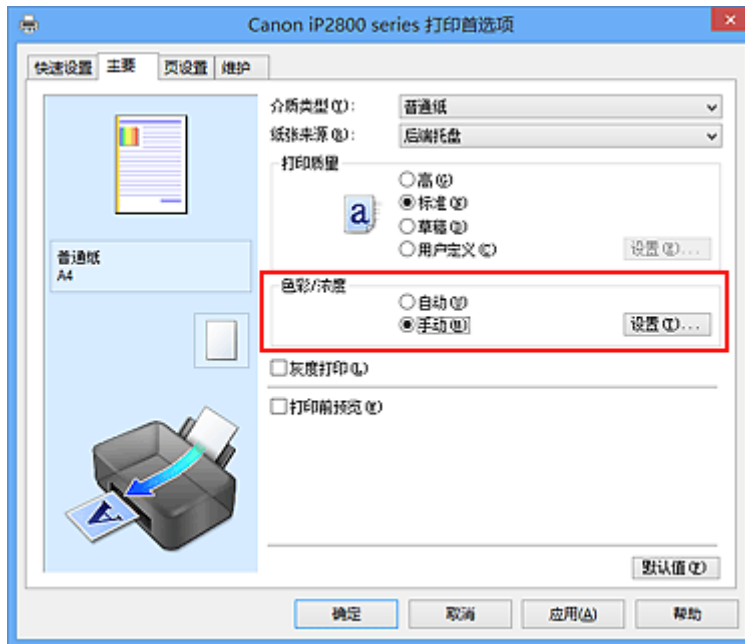 Canon iP2800 series 打印首选项
快速设置 主要 页设置 维护
介质类型(Y): 普通纸
纸张来源(R): 后端托盘
打印质量
高(G)
a
标准(X)
草稿(D)
用户定义(C) 设置(Z)...
普通纸
A4
色彩/浓度
自动(V)
手动(M) 设置(T)...
灰度打印(L)
打印前预览(K)
A
默认值(F)
确定 取消 应用(A) 帮助